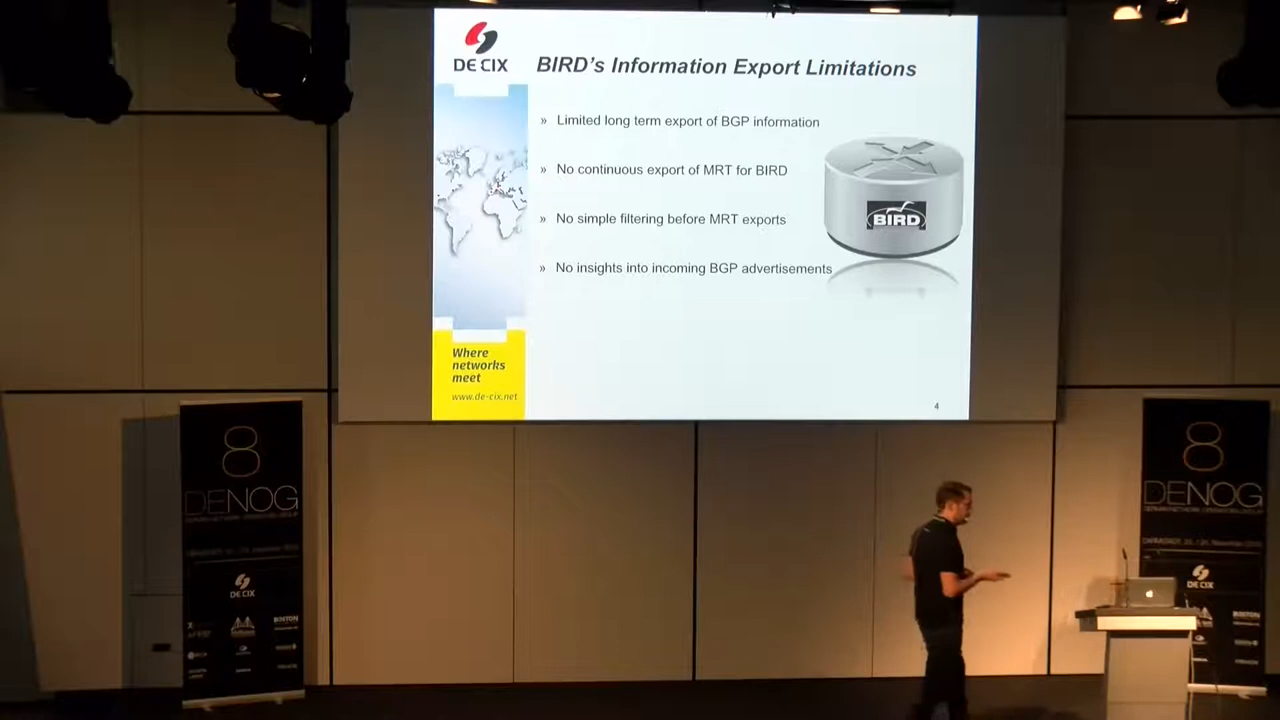 DE CIX
BIRD's Information Export Limitations
» Limited long term export of BGP information
» No continuous export of MRT for BIRD
» No simple filtering before MRT exports
» No insights into incoming BGP advertisements
BIRD
Where
networks
meet
www.de-cix.net
4
8
DENOG
DE CIX
BOSTON
8
DENOG
DE CIX
BOSTON